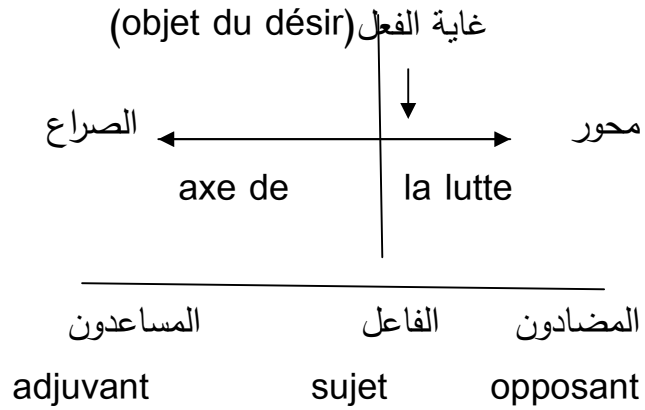 غاية الفعل(objet du désir)
محور الصراع
axe de la lutte
المضادون الفاعل المساعدون
adjuvant sujet opposant